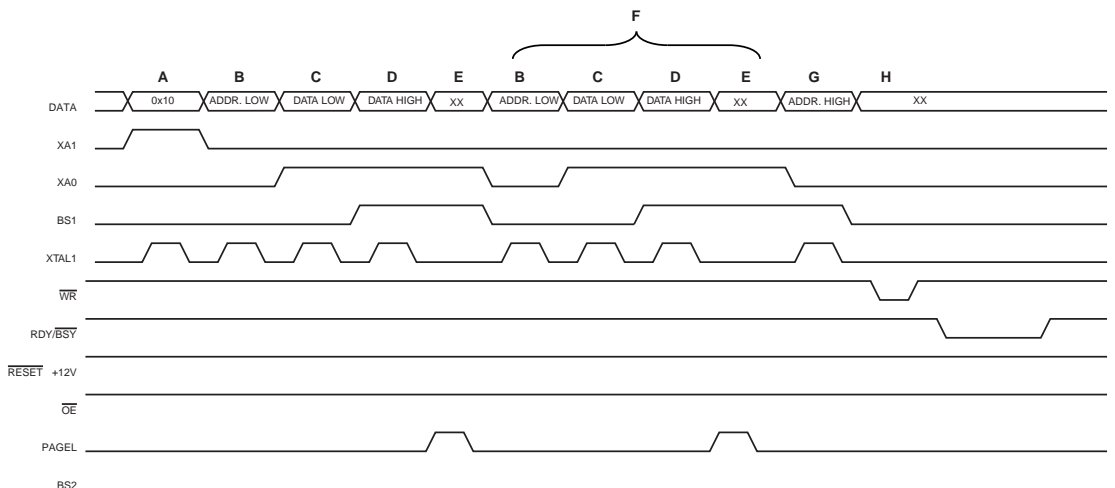 F
A B C D E B C D E G H
DATA 0x10 ADDR. LOW DATA LOW DATA HIGH XX ADDR. LOW DATA LOW DATA HIGH XX ADDR. HIGH XX
XA1
XA0
BS1
XTAL1
WR
RDY/BSY
RESET +12V
OE
PAGEL
BS2